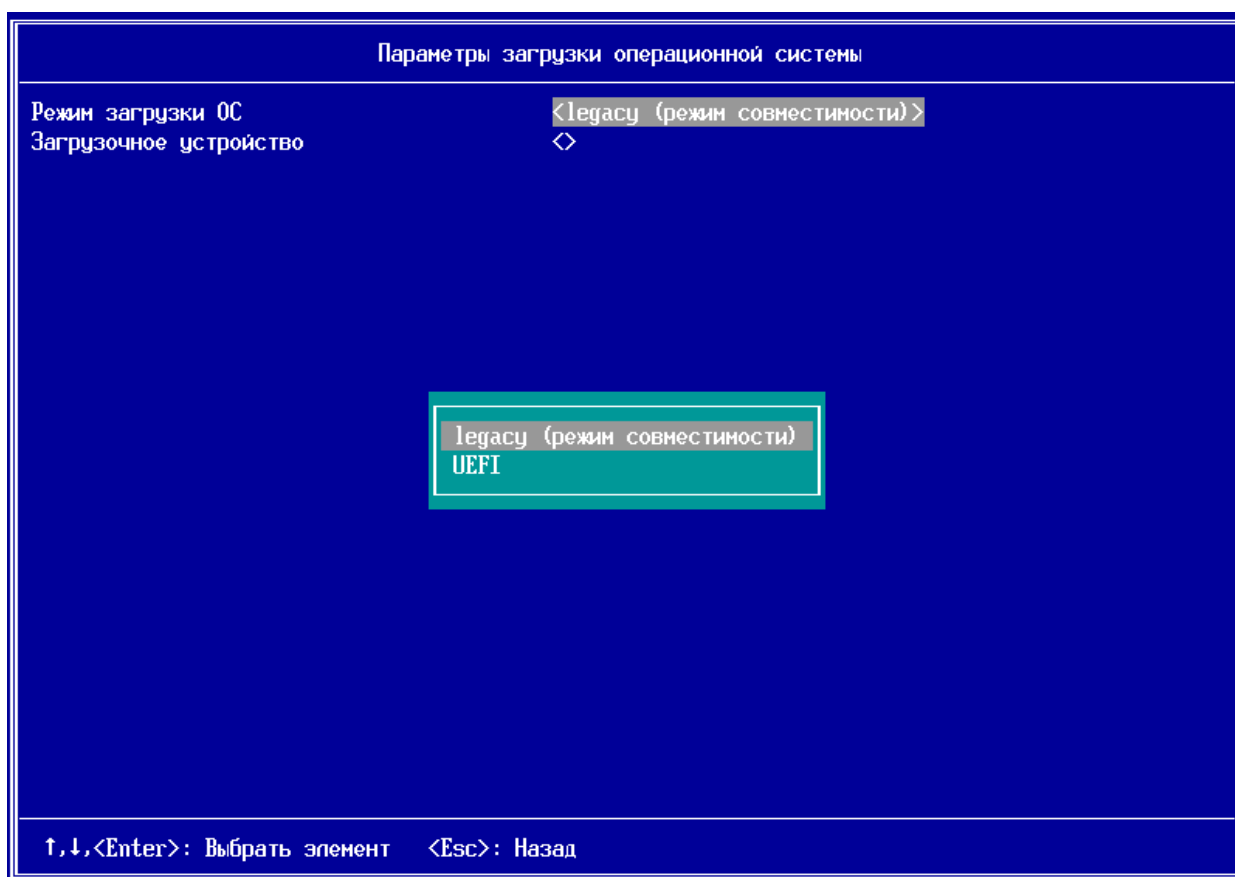 Параметры загрузки операционной системы
Режим загрузки ОС <legacy (режим совместимости)>
Загрузочное устройство <>
legacy (режим совместимости)
UEFI
↑,↓,<Enter>: Выбрать элемент <Esc>: Назад